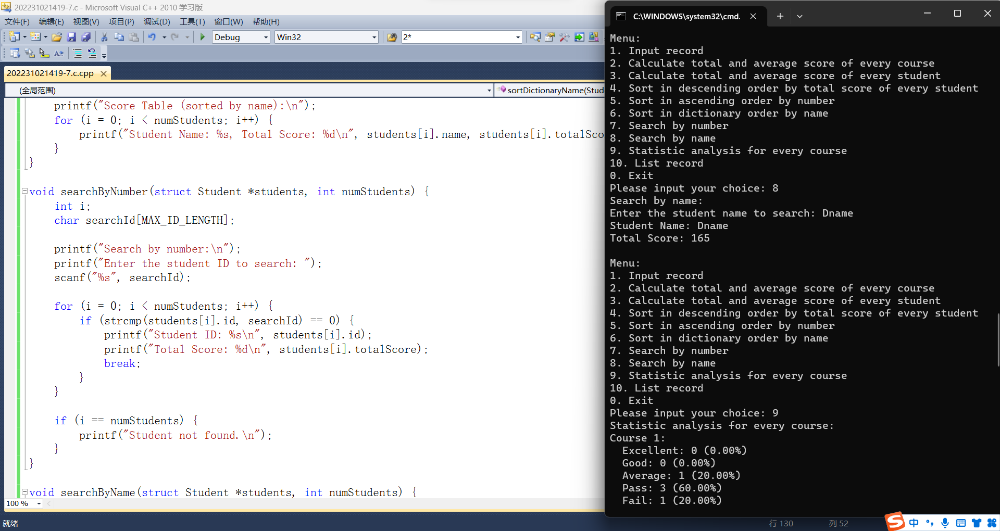 202231021419-7.c - Microsoft Visual C++ 2010 学习版
文件(F) 编辑(E) 视图(V) 项目(P) 调试(D) 工具(T) 窗口(W) 帮助(H)
Debug Win32 2*
202231021419-7.c.cpp
(全局范围) sortDictionaryName(Stud
printf("Score Table (sorted by name):\n");
for (i = 0; i < numStudents; i++) {
printf("Student Name: %s, Total Score: %d\n", students[i].name, students[i].totalSco
}
}
void searchByNumber(struct Student *students, int numStudents) {
int i;
char searchId[MAX_ID_LENGTH];
printf("Search by number:\n");
printf("Enter the student ID to search: ");
scanf("%s", searchId);
for (i = 0; i < numStudents; i++) {
if (strcmp(students[i].id, searchId) == 0) {
printf("Student ID: %s\n", students[i].id);
printf("Total Score: %d\n", students[i].totalScore);
break;
}
}
if (i == numStudents) {
printf("Student not found.\n");
}
}
void searchByName(struct Student *students, int numStudents) {
100 %
就绪
行 130 列 52
C:\WINDOWS\system32\cmd.
Menu:
1. Input record
2. Calculate total and average score of every course
3. Calculate total and average score of every student
4. Sort in descending order by total score of every student
5. Sort in ascending order by number
6. Sort in dictionary order by name
7. Search by number
8. Search by name
9. Statistic analysis for every course
10. List record
0. Exit
Please input your choice: 8
Search by name:
Enter the student name to search: Dname
Student Name: Dname
Total Score: 165
Menu:
1. Input record
2. Calculate total and average score of every course
3. Calculate total and average score of every student
4. Sort in descending order by total score of every student
5. Sort in ascending order by number
6. Sort in dictionary order by name
7. Search by number
8. Search by name
9. Statistic analysis for every course
10. List record
0. Exit
Please input your choice: 9
Statistic analysis for every course:
Course 1:
Excellent: 0 (0.00%)
Good: 0 (0.00%)
Average: 1 (20.00%)
Pass: 3 (60.00%)
Fail: 1 (20.00%)
S 中